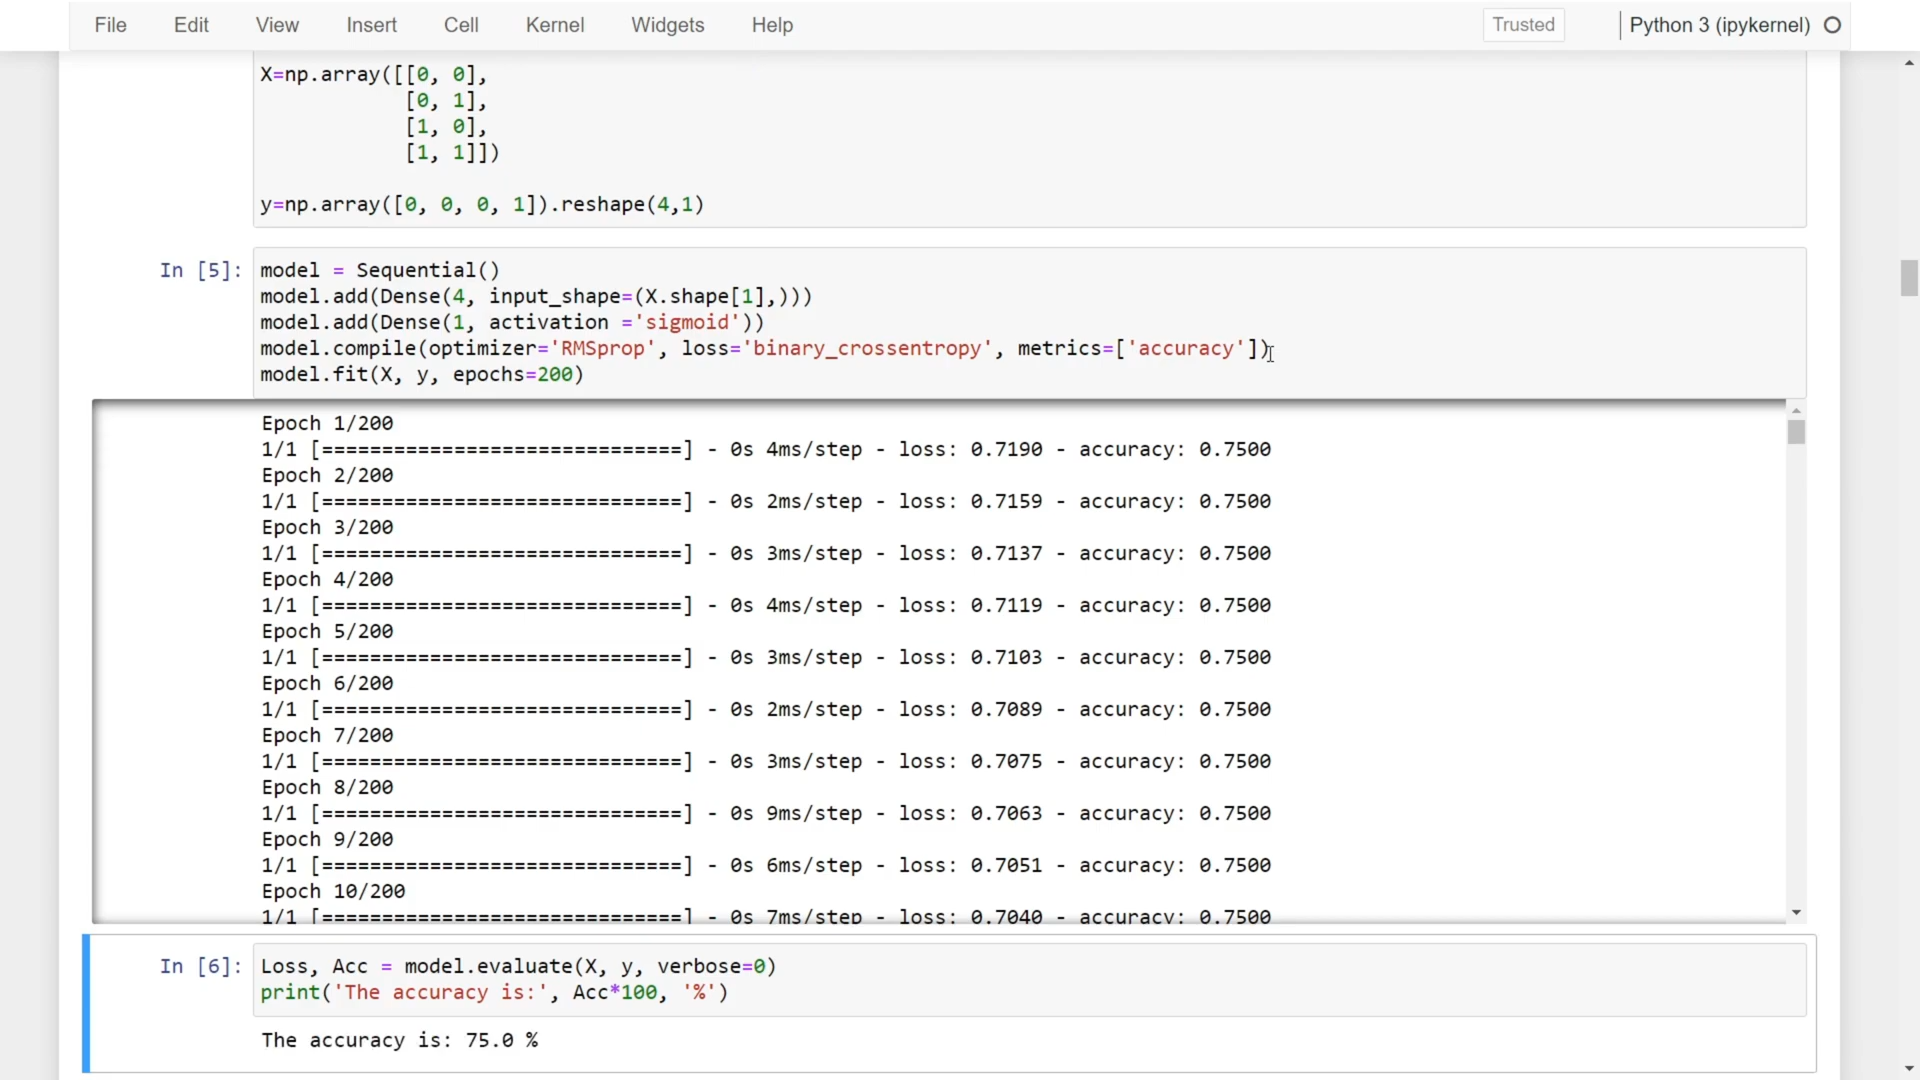 File Edit View Insert Cell Kernel Widgets Help Trusted Python 3 (ipykernel)
X=np.array([[0, 0],
[0, 1],
[1, 0],
[1, 1]])
y=np.array([0, 0, 0, 1]).reshape(4,1)
In [5]: model = Sequential()
model.add(Dense(4, input_shape=(X.shape[1],)))
model.add(Dense(1, activation ='sigmoid'))
model.compile(optimizer='RMSprop', loss='binary_crossentropy', metrics=['accuracy'])
model.fit(X, y, epochs=200)
Epoch 1/200
1/1 [==============================] - 0s 4ms/step - loss: 0.7190 - accuracy: 0.7500
Epoch 2/200
1/1 [==============================] - 0s 2ms/step - loss: 0.7159 - accuracy: 0.7500
Epoch 3/200
1/1 [==============================] - 0s 3ms/step - loss: 0.7137 - accuracy: 0.7500
Epoch 4/200
1/1 [==============================] - 0s 4ms/step - loss: 0.7119 - accuracy: 0.7500
Epoch 5/200
1/1 [==============================] - 0s 3ms/step - loss: 0.7103 - accuracy: 0.7500
Epoch 6/200
1/1 [==============================] - 0s 2ms/step - loss: 0.7089 - accuracy: 0.7500
Epoch 7/200
1/1 [==============================] - 0s 3ms/step - loss: 0.7075 - accuracy: 0.7500
Epoch 8/200
1/1 [==============================] - 0s 9ms/step - loss: 0.7063 - accuracy: 0.7500
Epoch 9/200
1/1 [==============================] - 0s 6ms/step - loss: 0.7051 - accuracy: 0.7500
Epoch 10/200
1/1 [==============================] - 0s 7ms/step - loss: 0.7040 - accuracy: 0.7500
In [6]: Loss, Acc = model.evaluate(X, y, verbose=0)
print('The accuracy is:', Acc*100, '%')
The accuracy is: 75.0 %